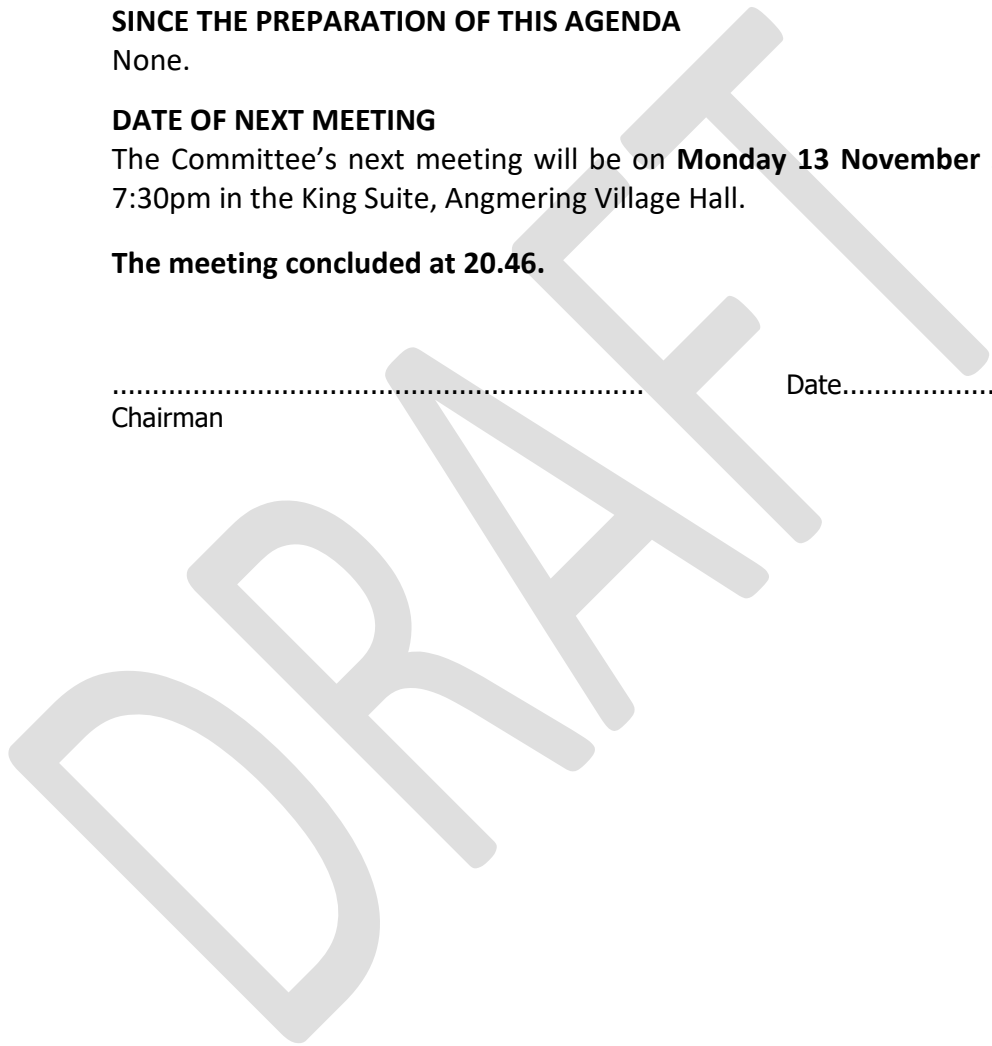 SINCE THE PREPARATION OF THIS AGENDA
None.
DATE OF NEXT MEETING
The Committee’s next meeting will be on Monday 13 November
7:30pm in the King Suite, Angmering Village Hall.
The meeting concluded at 20.46.
.................................................................. Date...................
Chairman
DRAFT